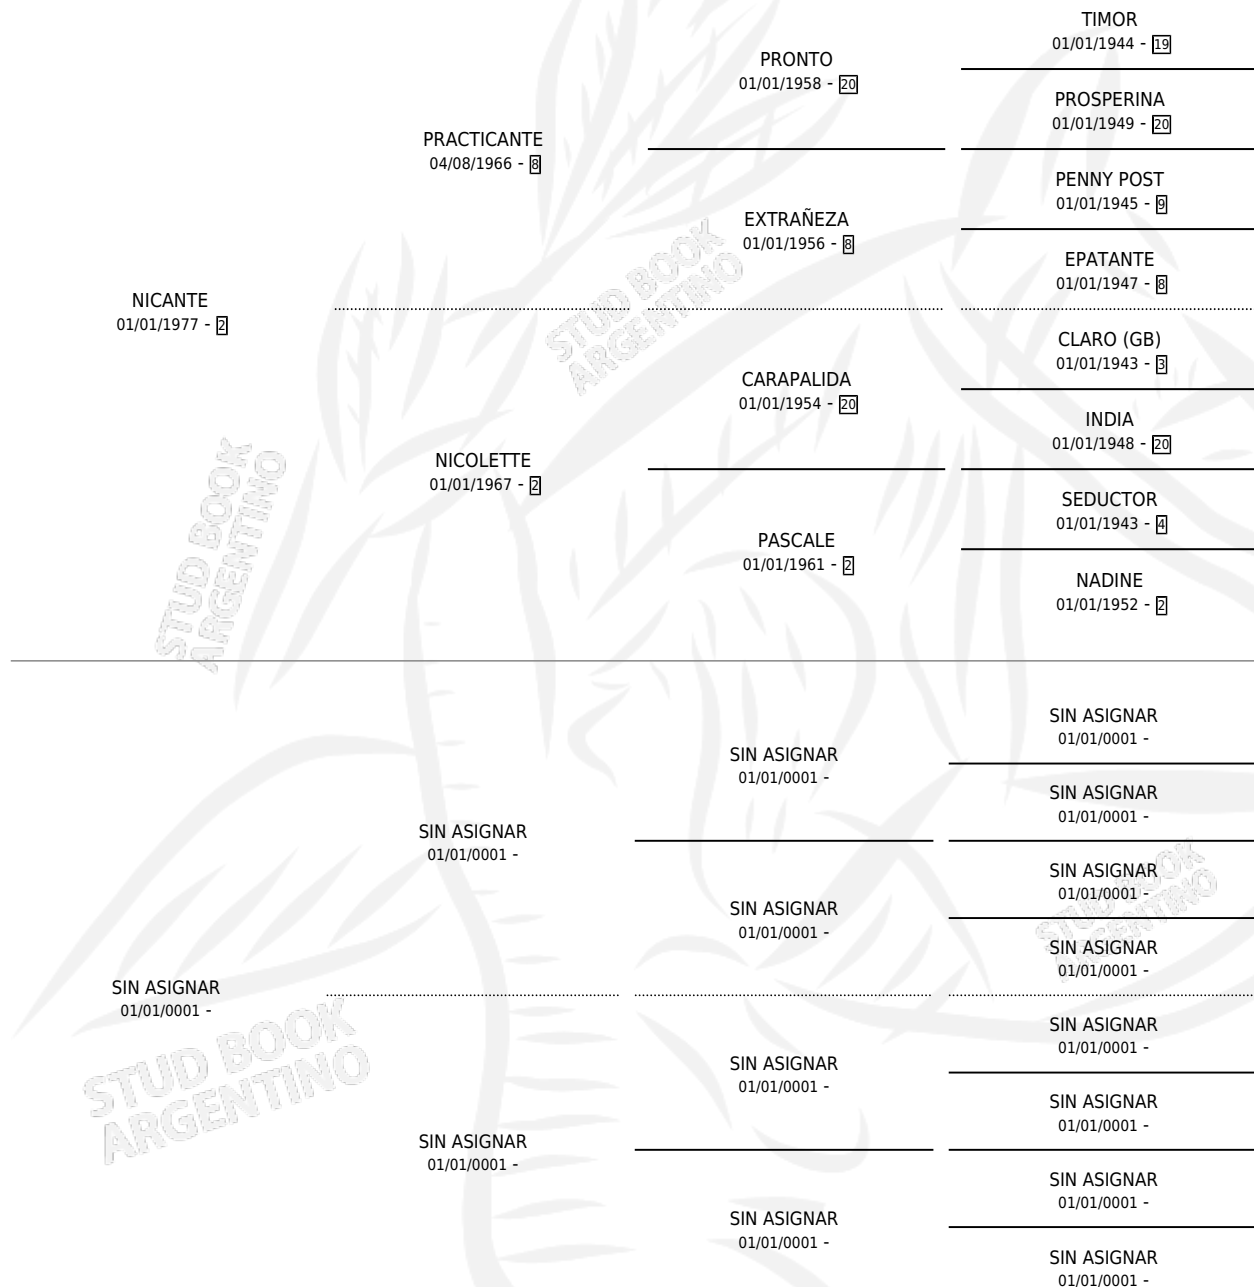 TIMOR
01/01/1944 - 19
PRONTO
01/01/1958 - 20
PROSPERINA
01/01/1949 - 20
PRACTICANTE
04/08/1966 - 8
PENNY POST
01/01/1945 - 9
EXTRAÑEZA
01/01/1956 - 8
EPATANTE
01/01/1947 - 8
NICANTE
01/01/1977 - 2
STUD BOOK
ARGENTINO
CLARO (GB)
01/01/1943 - 3
CARAPALIDA
01/01/1954 - 20
INDIA
01/01/1948 - 20
NICOLETTE
01/01/1967 - 2
SEDUCTOR
01/01/1943 - 4
PASCALE
01/01/1961 - 2
NADINE
01/01/1952 - 2
STUD BOOK
ARGENTINO
SIN ASIGNAR
01/01/0001 -
SIN ASIGNAR
01/01/0001 -
SIN ASIGNAR
01/01/0001 -
SIN ASIGNAR
01/01/0001 -
SIN ASIGNAR
01/01/0001 -
SIN ASIGNAR
01/01/0001 -
SIN ASIGNAR
01/01/0001 -
STUD BOOK
ARGENTINO
SIN ASIGNAR
01/01/0001 -
SIN ASIGNAR
01/01/0001 -
SIN ASIGNAR
01/01/0001 -
SIN ASIGNAR
01/01/0001 -
SIN ASIGNAR
01/01/0001 -
SIN ASIGNAR
01/01/0001 -
SIN ASIGNAR
01/01/0001 -
SIN ASIGNAR
01/01/0001 -
STUD BOOK
ARGENTINO